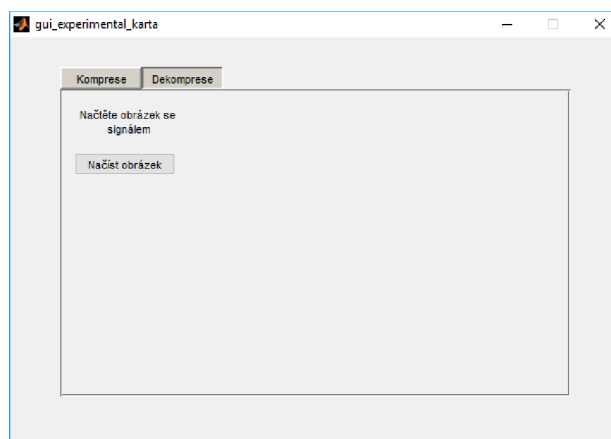 gui_experimental_karta
Komprese Dekomprese
Načtěte obrázek se
signálem
Načíst obrázek